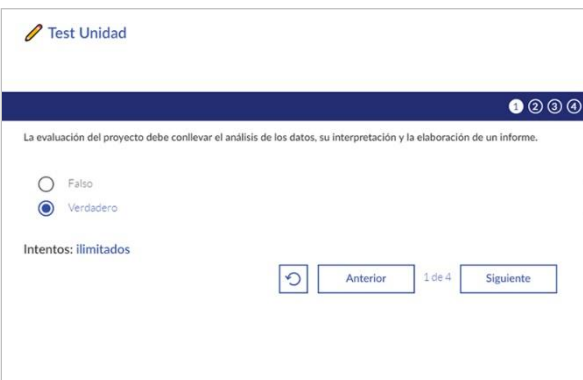 Test Unidad
1 2 3 4
La evaluación del proyecto debe conllevar el análisis de los datos, su interpretación y la elaboración de un informe.
Falso
Verdadero
Intentos: ilimitados
Anterior 1 de 4 Siguiente